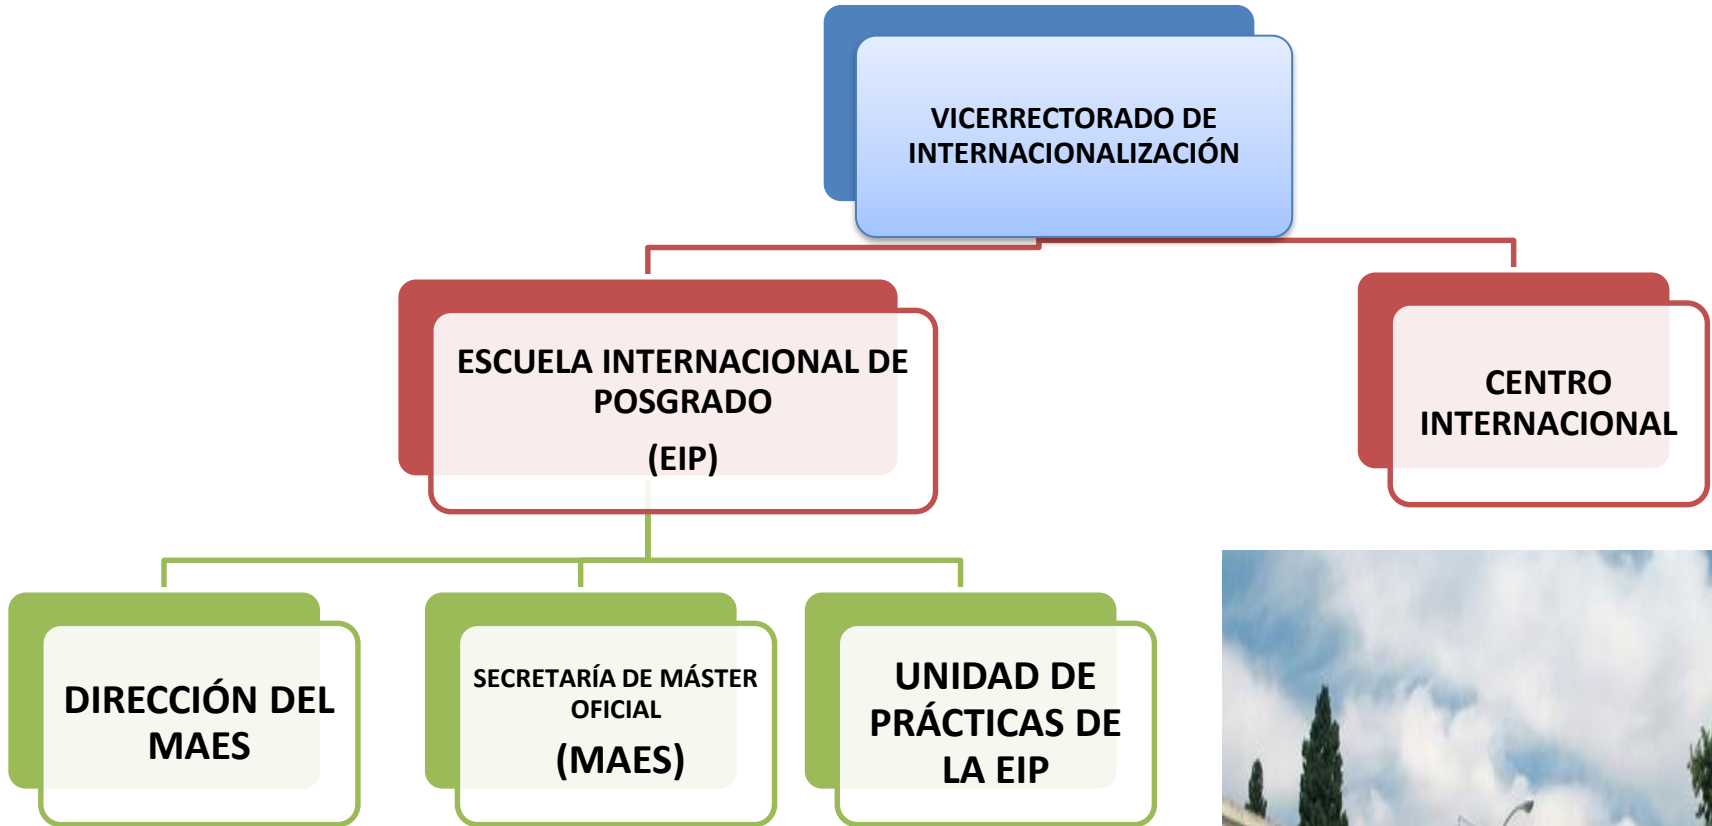 VICERRECTORADO DE
INTERNACIONALIZACIÓN
ESCUELA INTERNACIONAL DE
POSGRADO
(EIP)
CENTRO
INTERNACIONAL
DIRECCIÓN DEL
MAES
SECRETARÍA DE MÁSTER
OFICIAL
(MAES)
UNIDAD DE
PRÁCTICAS DE
LA EIP